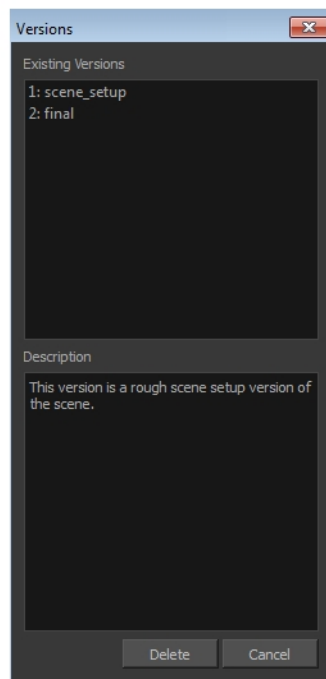 Versions
Existing Versions
1: scene_setup
2: final
Description
This version is a rough scene setup version of
the scene.
Delete
Cancel